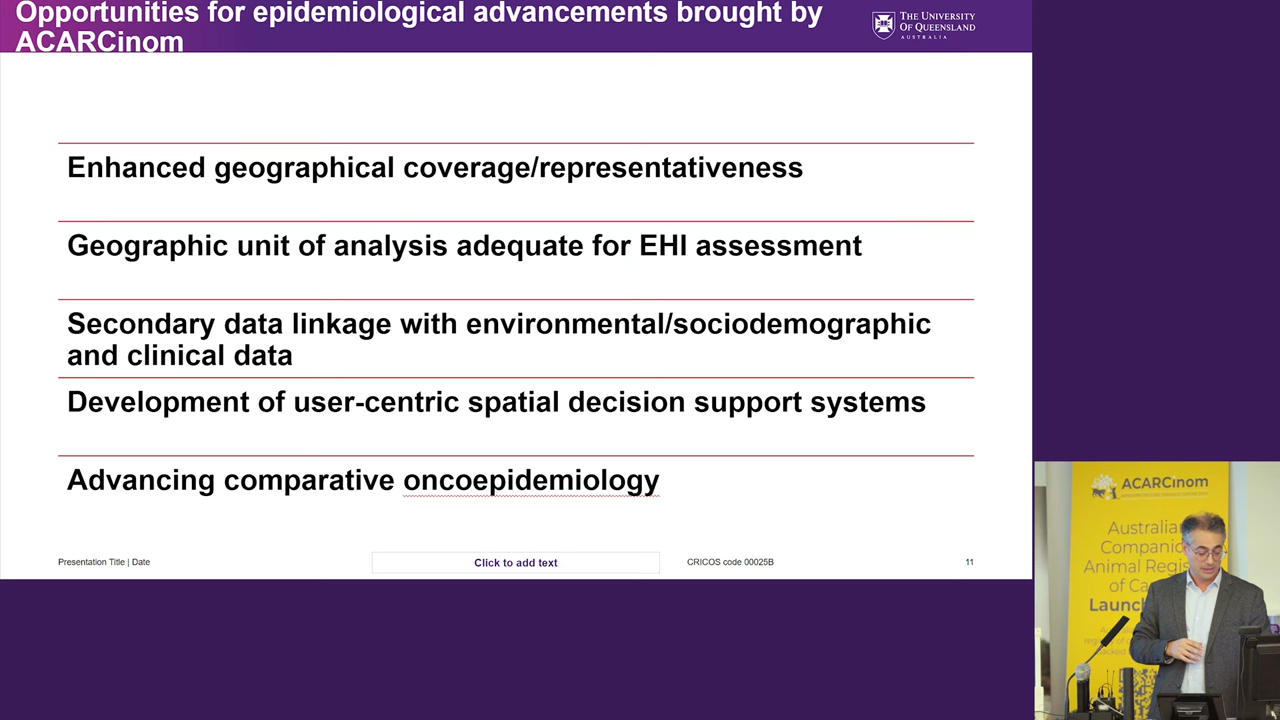 Opportunities for epidemiological advancements brought by
ACARCinom
THE UNIVERSITY
OF QUEENSLAND
AUSTRALIA
Enhanced geographical coverage/representativeness
Geographic unit of analysis adequate for EHI assessment
Secondary data linkage with environmental/sociodemographic
and clinical data
Development of user-centric spatial decision support systems
Advancing comparative oncoepidemiology
Presentation Title | Date
Click to add text
CRICOS code 00025B
11
ACARCinom
Australian
Companio
Animal Regis
of Ca
Launch